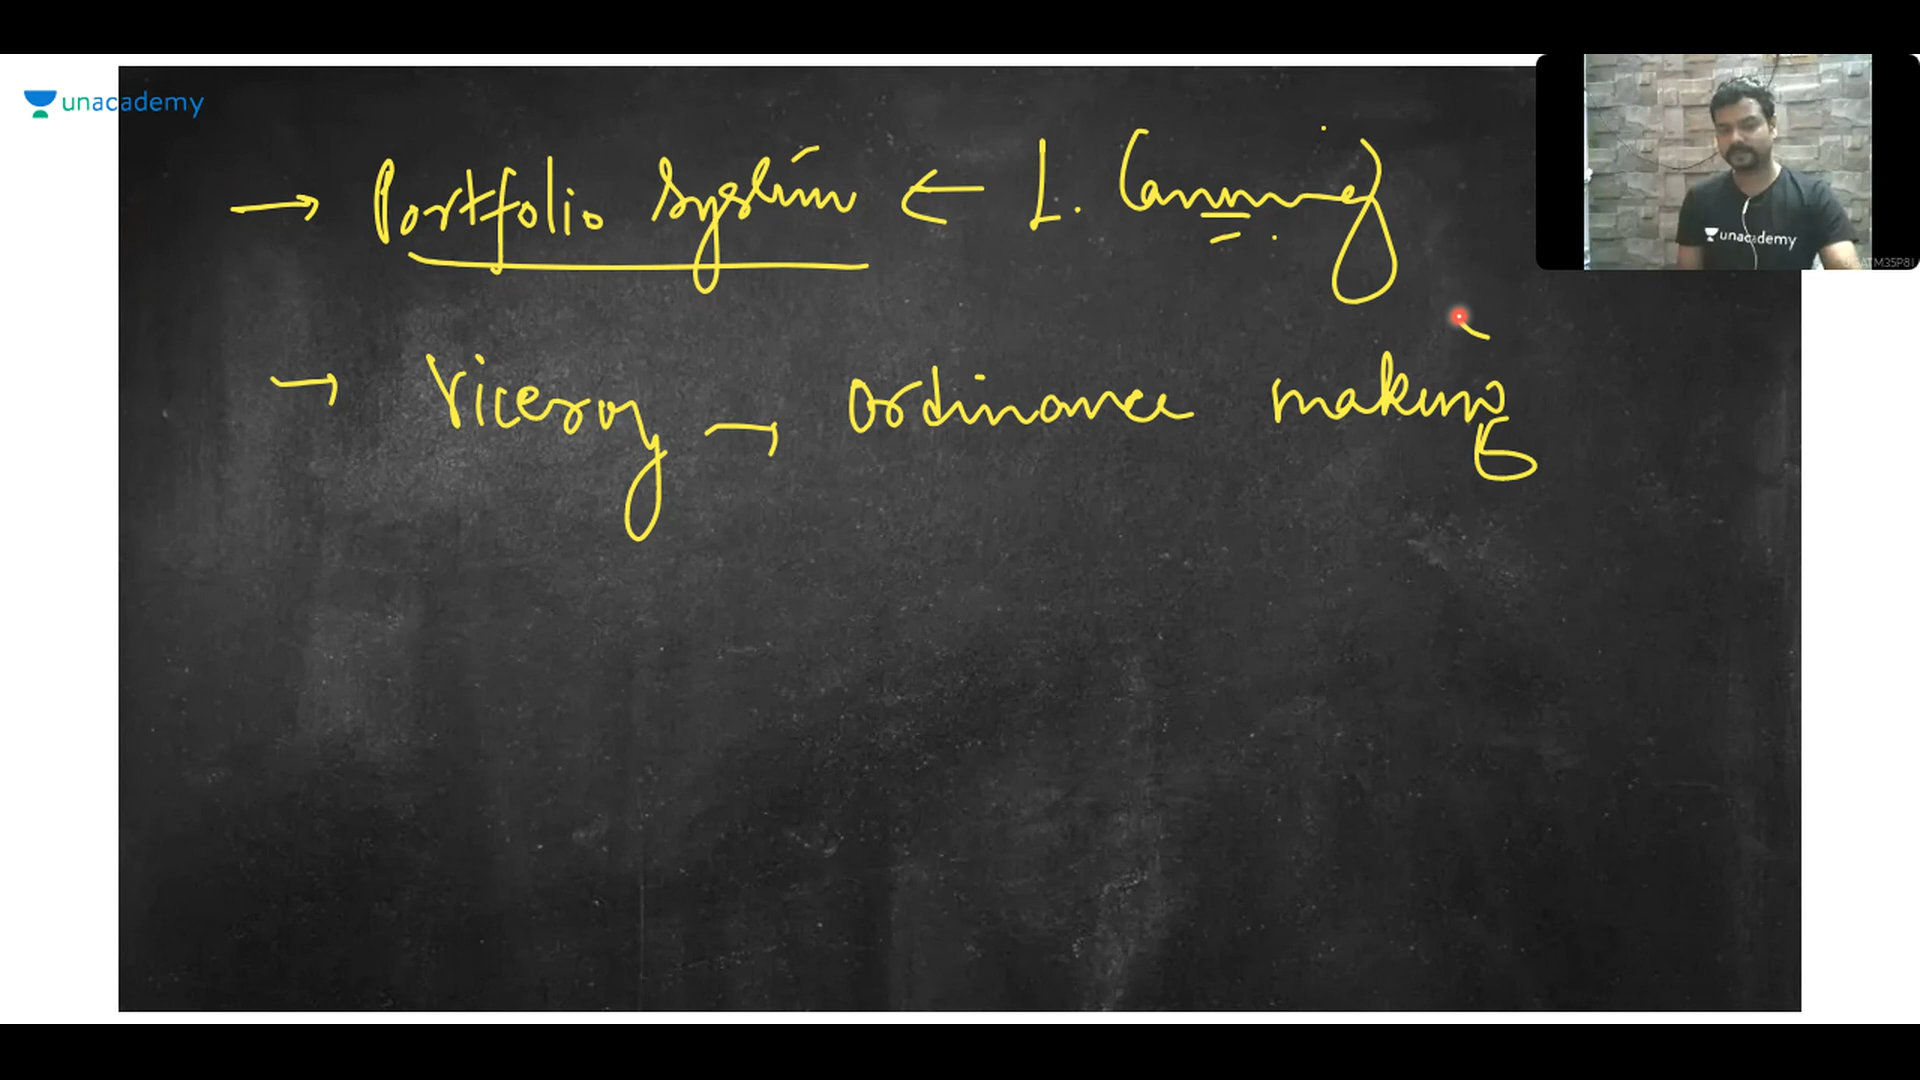 unacademy
→ Portfolio System ← L. Canning
unacademy
→ Viceroy → Ordinance making